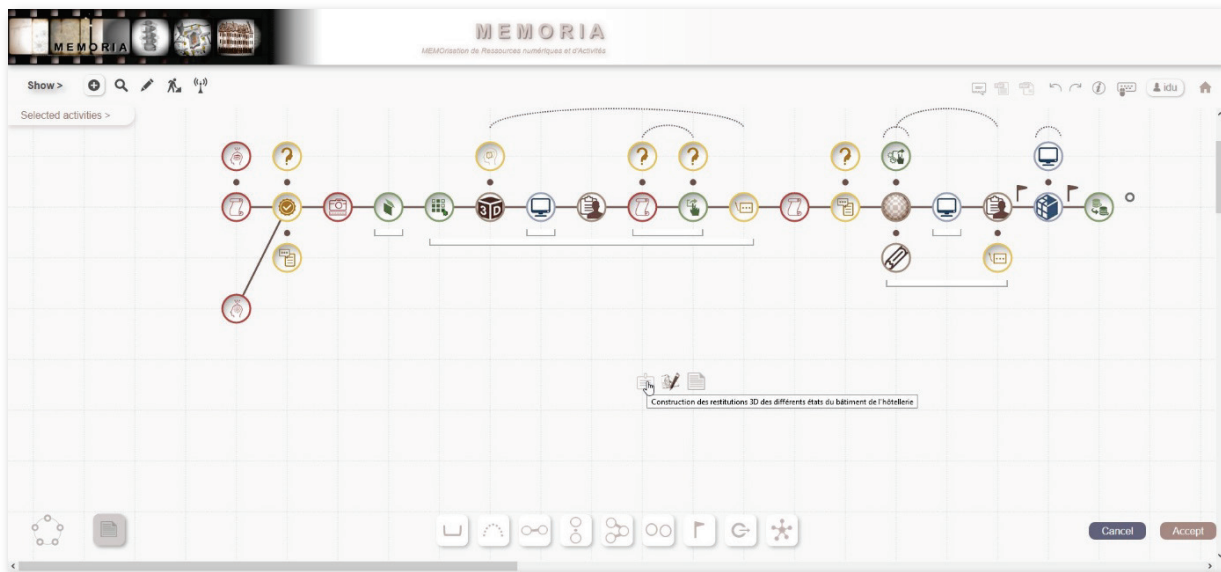 MEMORIA
MEMORIA
MEMOrisation de Ressources numériques et d'Activités
Show >
idu
Selected activities >
3D
Construction des restitutions 3D des différents états du bâtiment de l'hôtellerie
Cancel
Accept